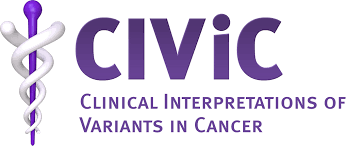 CIViC
CLINICAL INTERPRETATIONS OF
VARIANTS IN CANCER